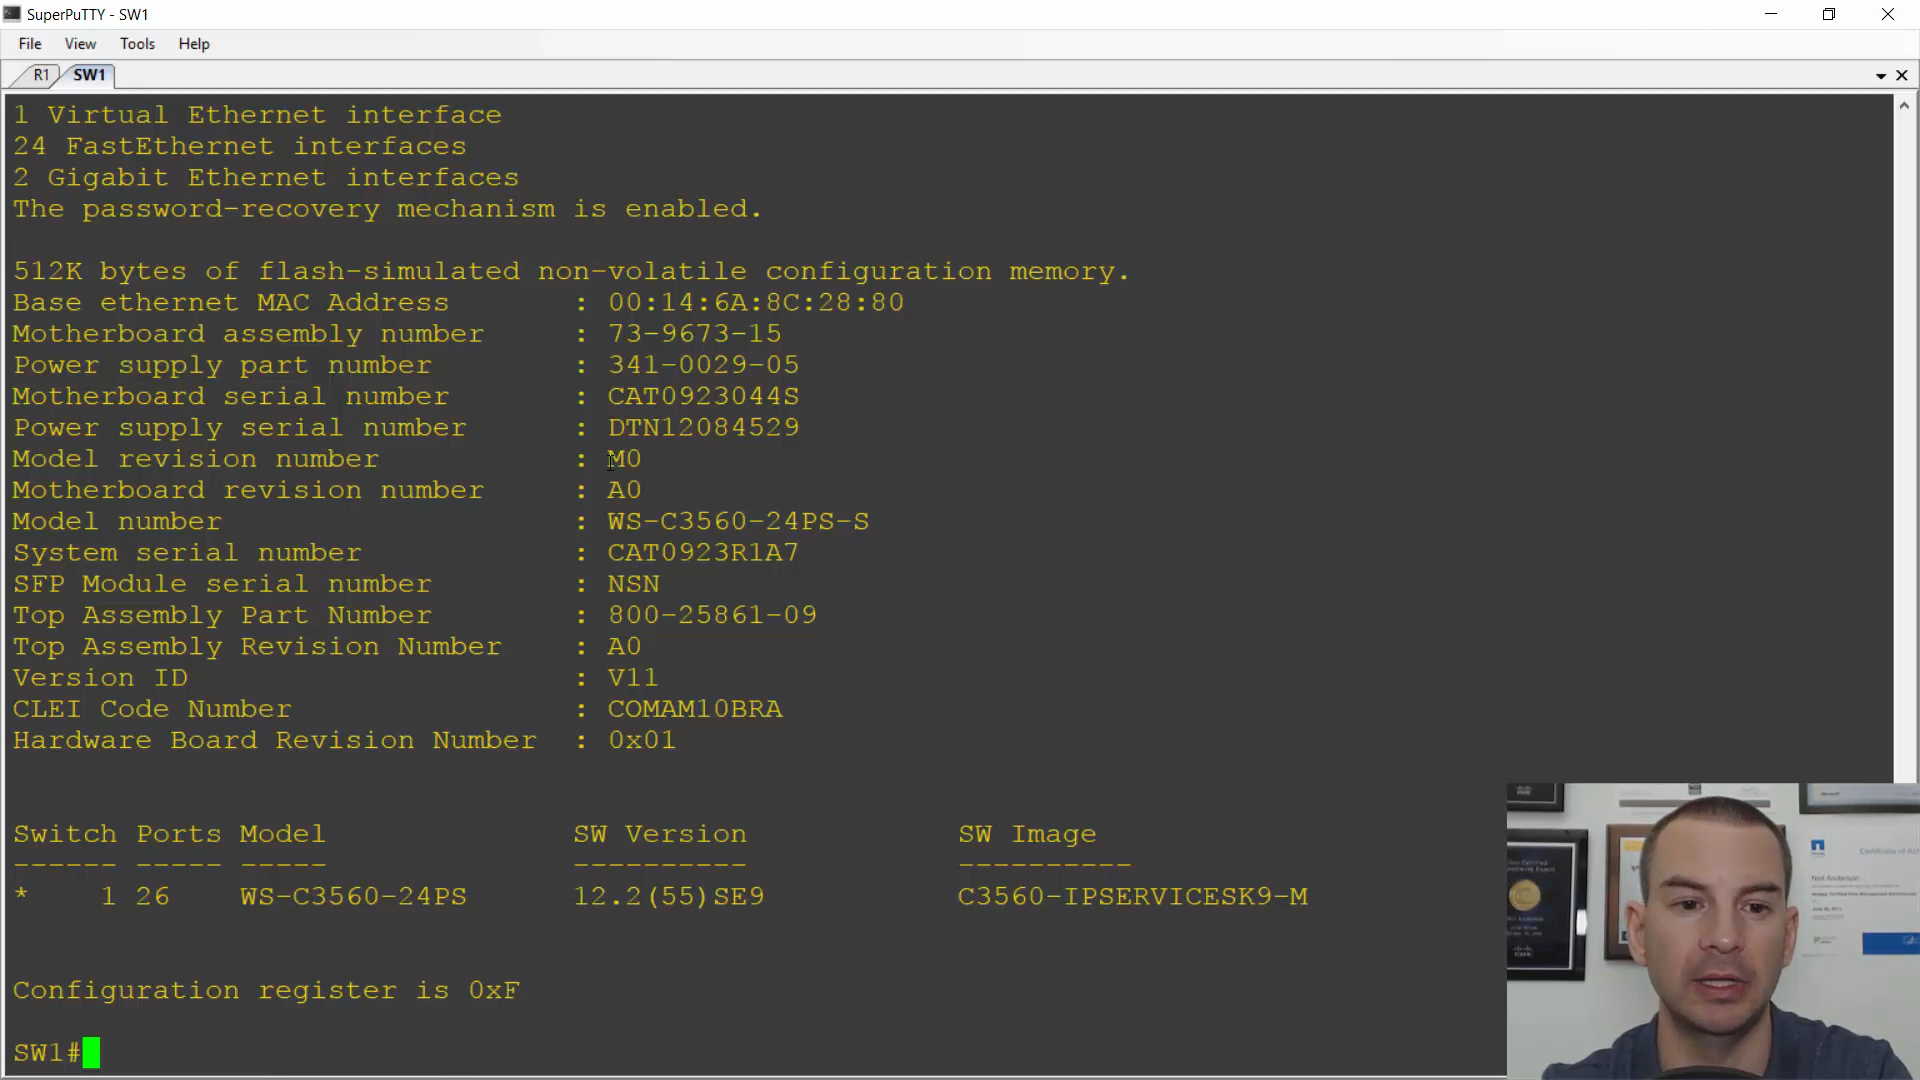 SuperPuTTY - SW1
File View Tools Help
R1 SW1
1 Virtual Ethernet interface
24 FastEthernet interfaces
2 Gigabit Ethernet interfaces
The password-recovery mechanism is enabled.
512K bytes of flash-simulated non-volatile configuration memory.
Base ethernet MAC Address : 00:14:6A:8C:28:80
Motherboard assembly number : 73-9673-15
Power supply part number : 341-0029-05
Motherboard serial number : CAT0923044S
Power supply serial number : DTN12084529
Model revision number : M0
Motherboard revision number : A0
Model number : WS-C3560-24PS-S
System serial number : CAT0923R1A7
SFP Module serial number : NSN
Top Assembly Part Number : 800-25861-09
Top Assembly Revision Number : A0
Version ID : V11
CLEI Code Number : COMAM10BRA
Hardware Board Revision Number : 0x01
Switch Ports Model SW Version SW Image
------ ----- ----- ---------- ----------
* 1 26 WS-C3560-24PS 12.2(55)SE9 C3560-IPSERVICESK9-M
Configuration register is 0xF
SW1#
Neil Anderson